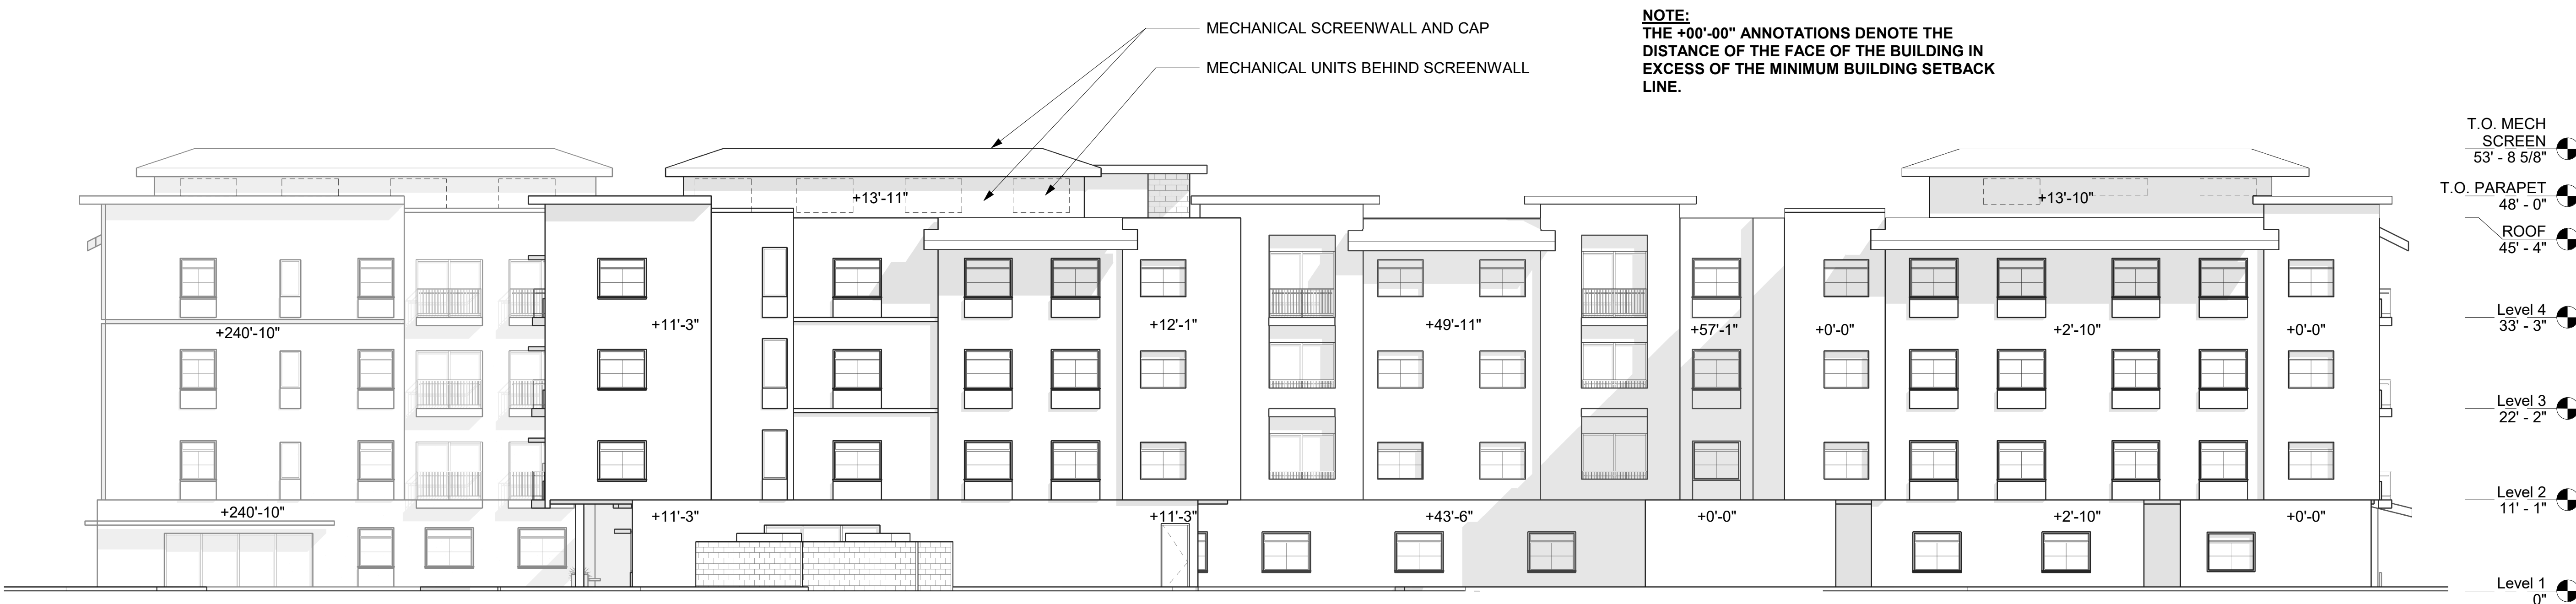 MECHANICAL SCREENWALL AND CAP
MECHANICAL UNITS BEHIND SCREENWALL
NOTE:
THE +00'-00" ANNOTATIONS DENOTE THE
DISTANCE OF THE FACE OF THE BUILDING IN
EXCESS OF THE MINIMUM BUILDING SETBACK
LINE.
T.O. MECH
SCREEN
53' - 8 5/8"
T.O. PARAPET
48' - 0"
ROOF
45' - 4"
+13'-11"
+13'-10"
+240'-10"
+11'-3"
+12'-1"
+49'-11"
+57'-1"
+0'-0"
+2'-10"
+0'-0"
Level 4
33' - 3"
Level 3
22' - 2"
Level 2
11' - 1"
+240'-10"
+11'-3"
+11'-3"
+43'-6"
+0'-0"
+2'-10"
+0'-0"
Level 1
0"